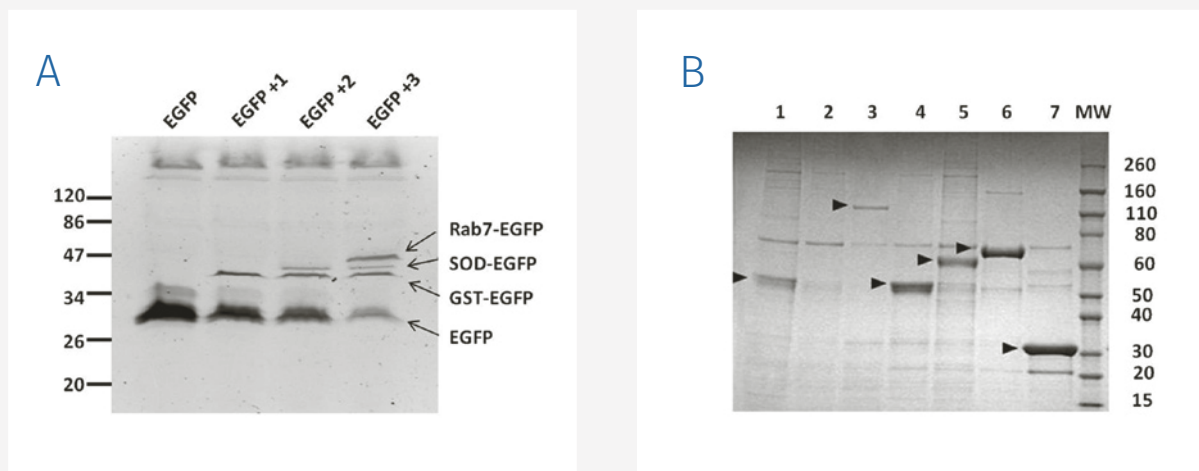 A
EGFP
EGFP +1
EGFP +2
EGFP +3
120
86
47
34
26
20
Rab7-EGFP
SOD-EGFP
GST-EGFP
EGFP
B
1 2 3 4 5 6 7 MW
260
160
110
80
60
50
40
30
20
15